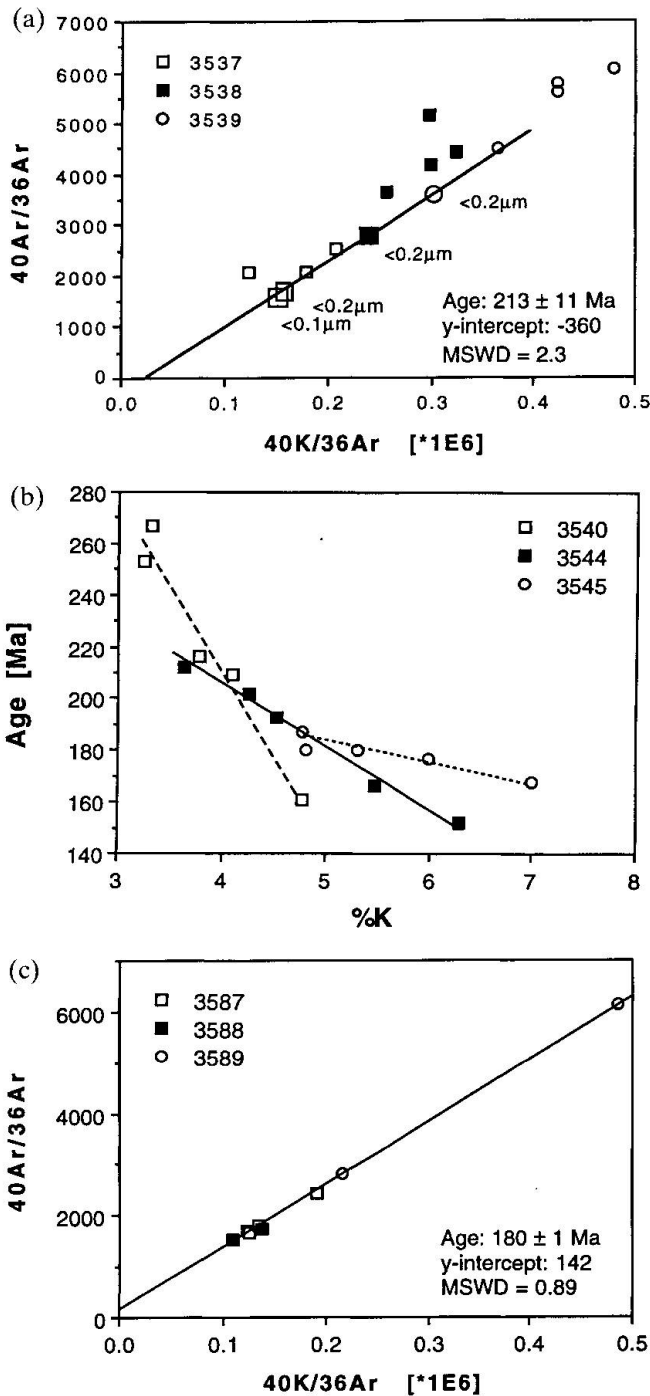 (a)
7000
6000
5000
4000
3000
2000
1000
0
40Ar/36Ar
3537
3538
3539
<0.2µm
<0.2µm
<0.2µm
<0.1µm
Age: 213 ± 11 Ma
y-intercept: -360
MSWD = 2.3
0.0 0.1 0.2 0.3 0.4 0.5
40K/36Ar [*1E6]
(b)
280
260
240
220
200
180
160
140
Age [Ma]
3540
3544
3545
3 4 5 6 7 8
%K
(c)
6000
4000
2000
0
40Ar/36Ar
3587
3588
3589
Age: 180 ± 1 Ma
y-intercept: 142
MSWD = 0.89
0.0 0.1 0.2 0.3 0.4 0.5
40K/36Ar [*1E6]